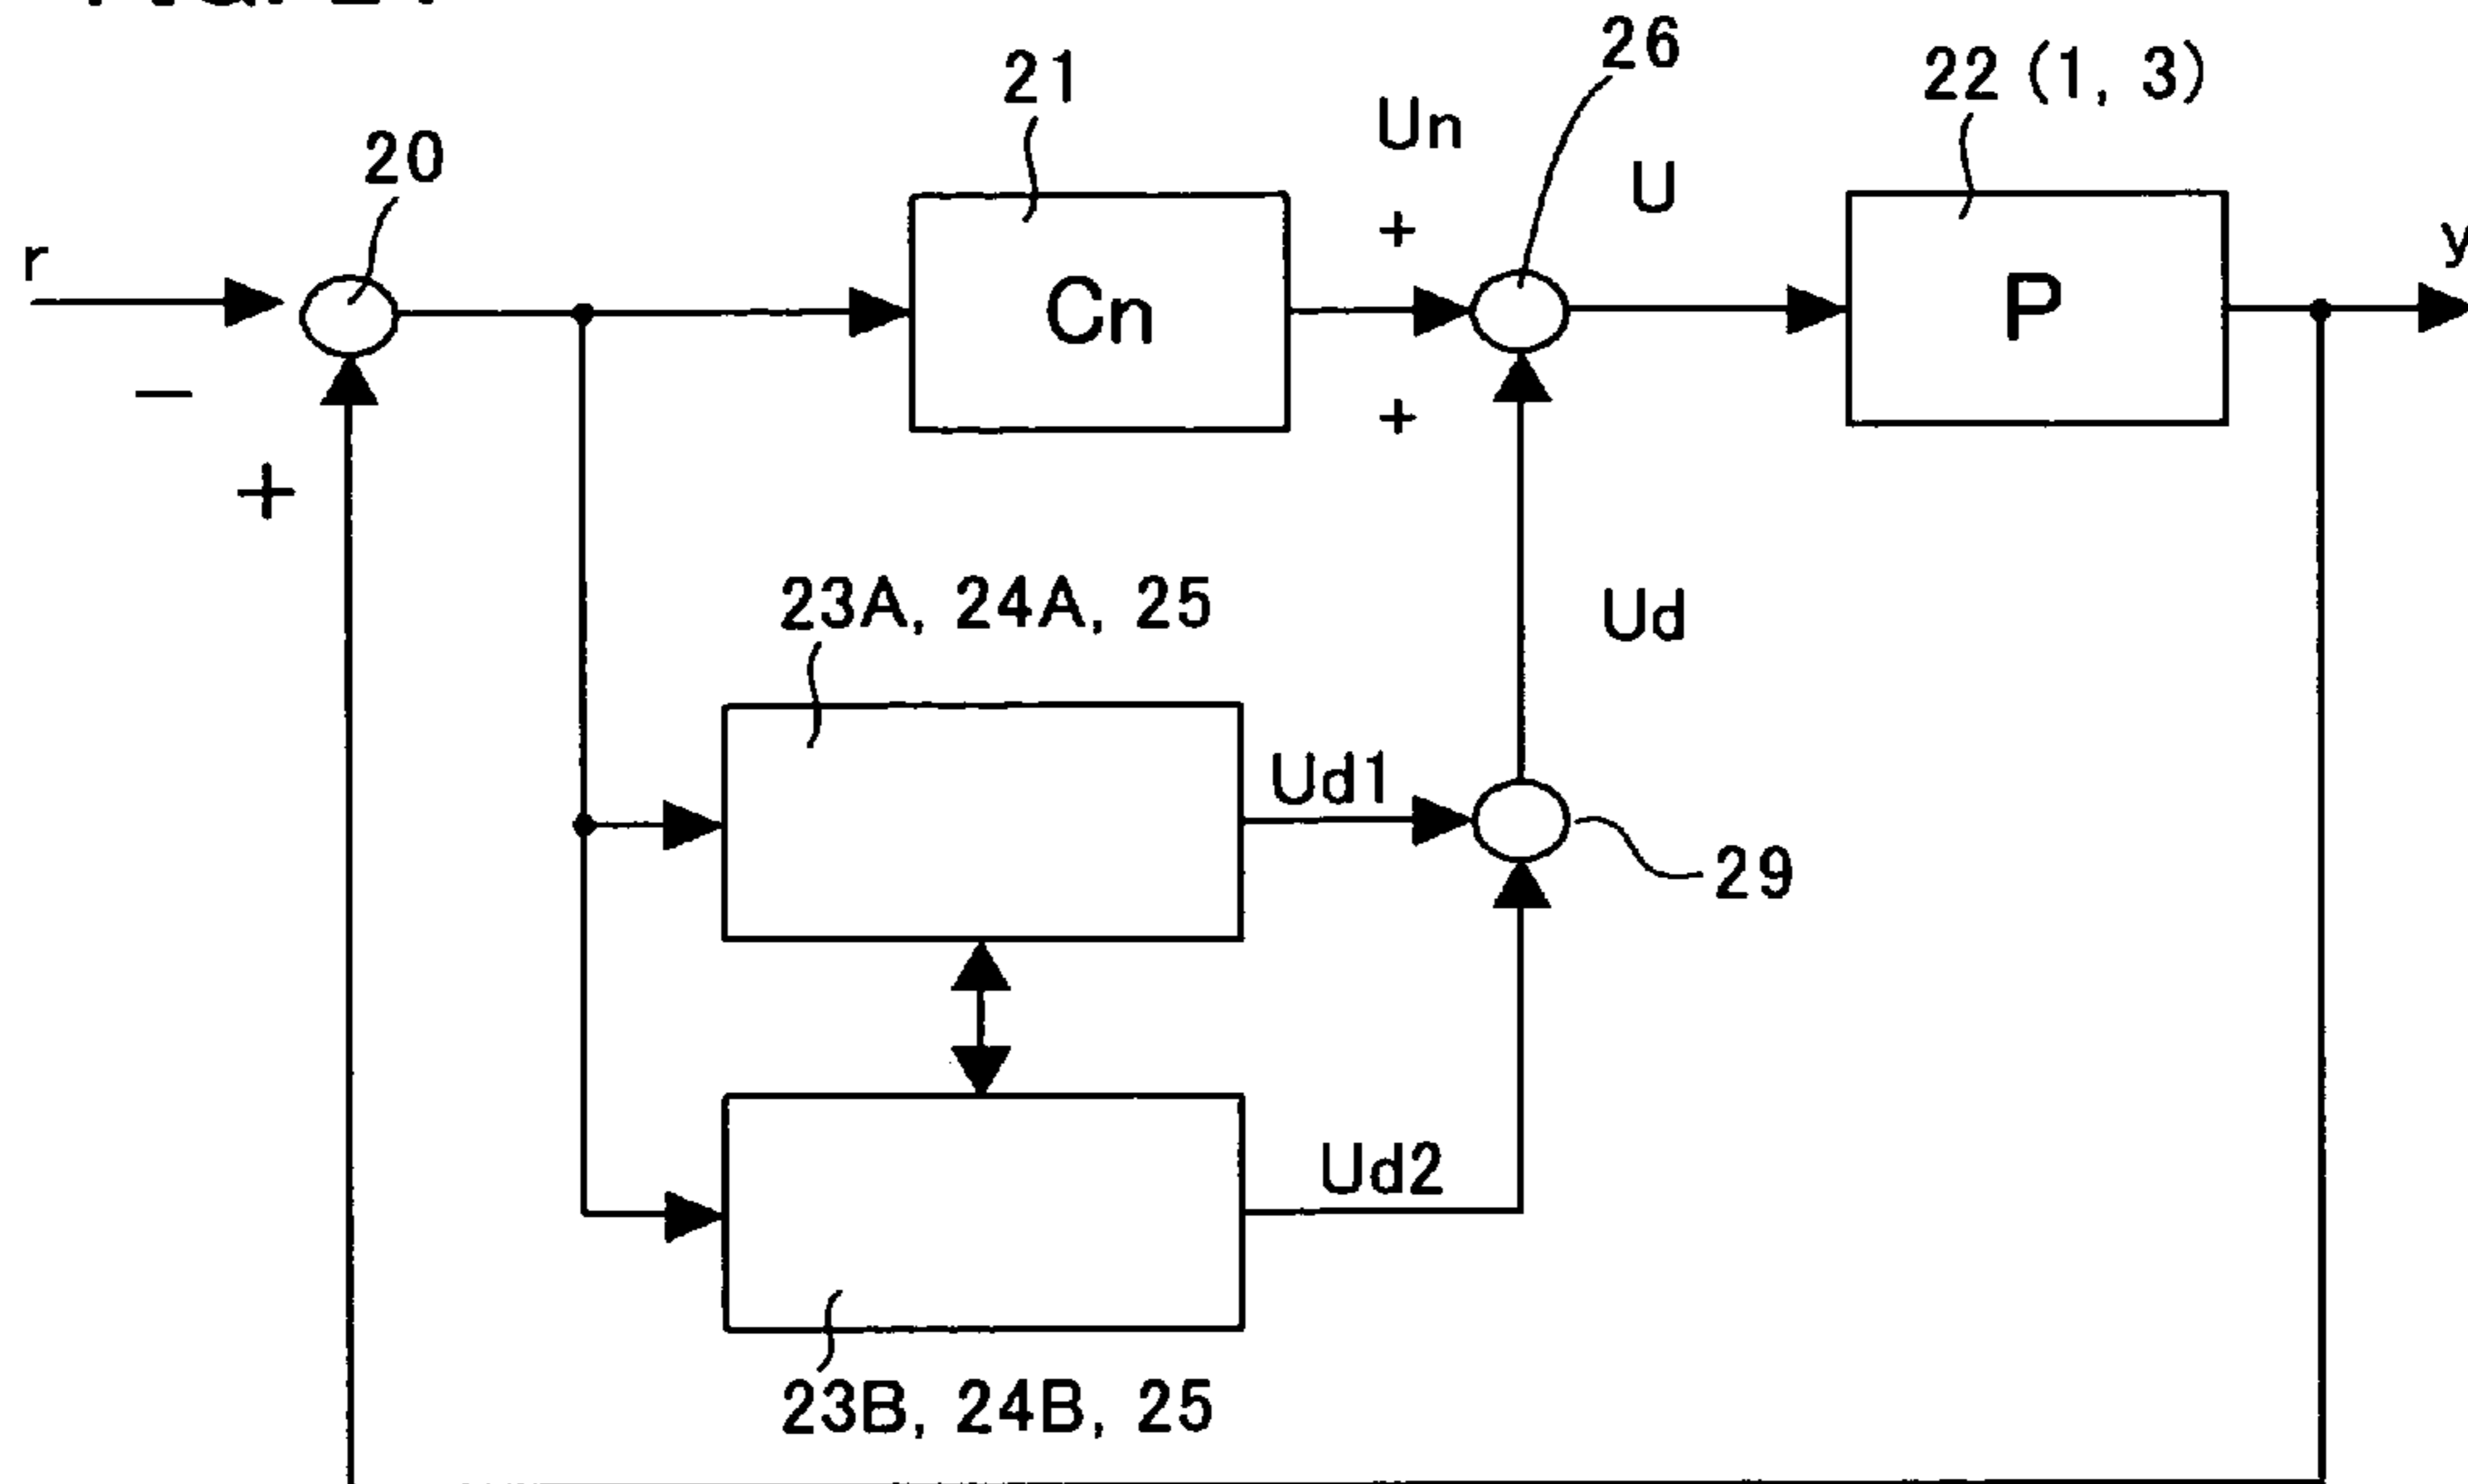 26
21
22 (1, 3)
Un
20
U
r
+
y
Cn
P
−
+
+
23A, 24A, 25
Ud
Ud1
29
Ud2
23B, 24B, 25